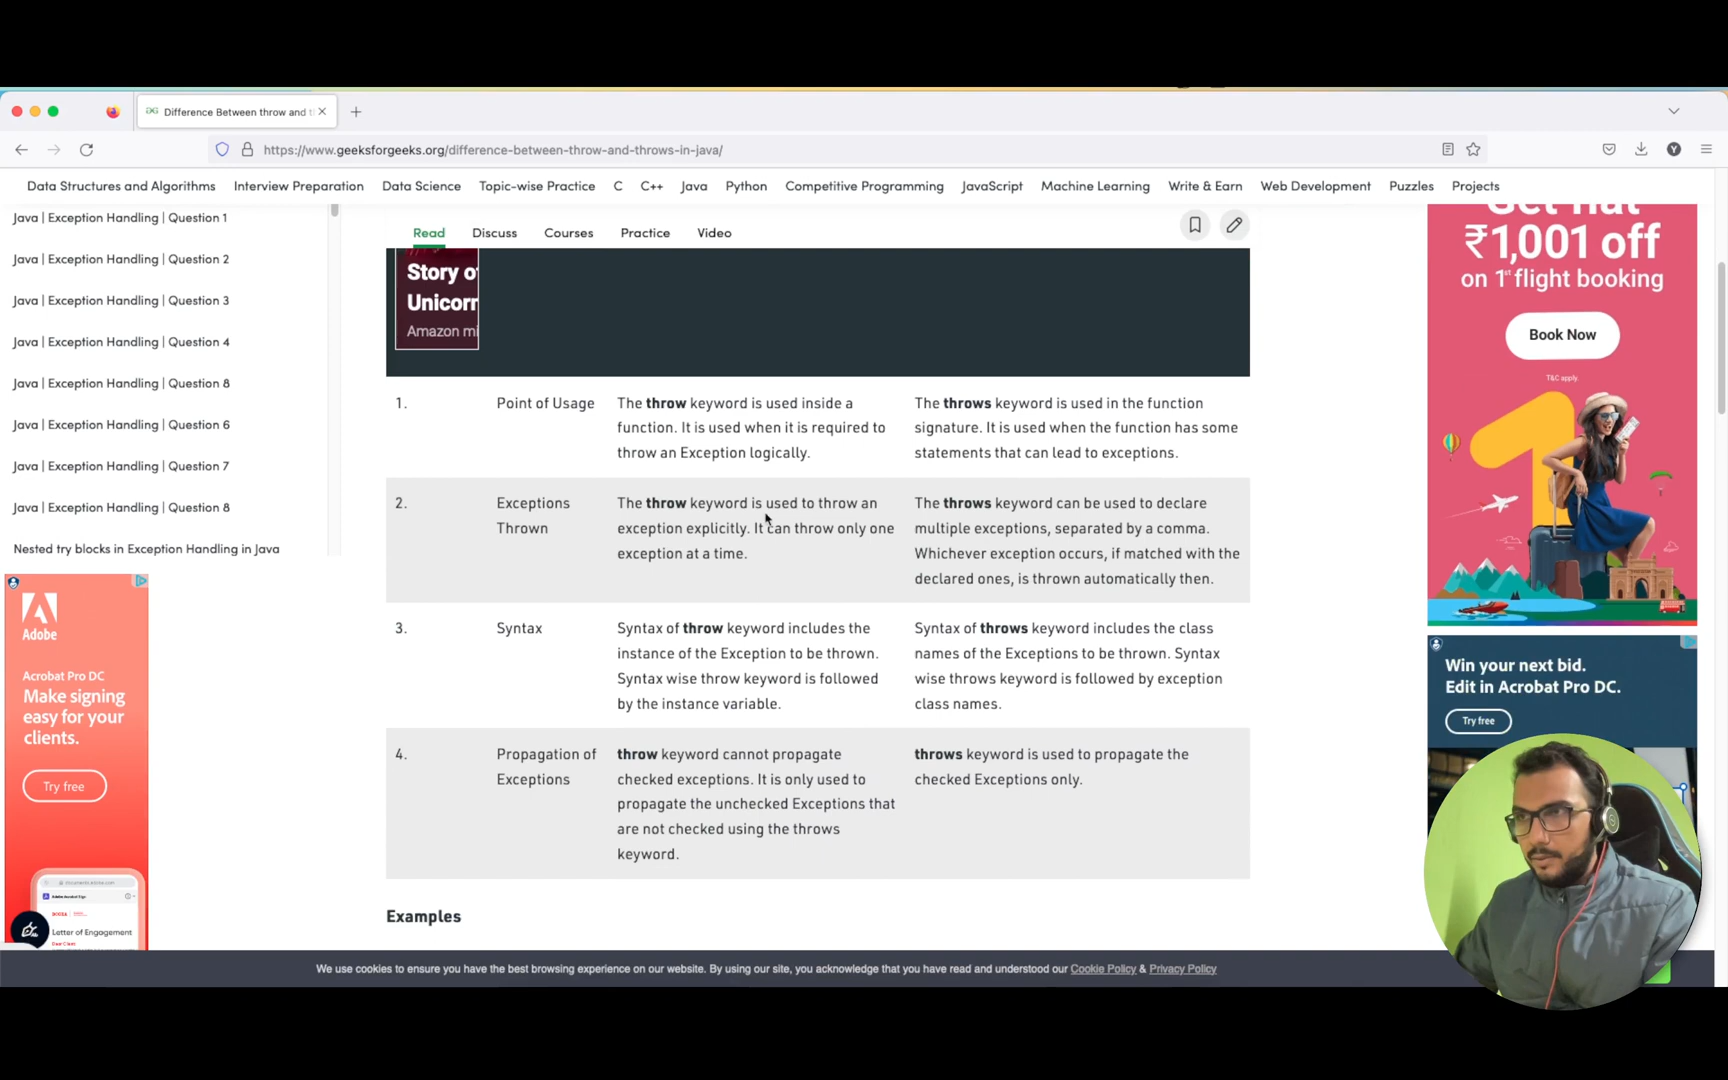 Difference Between throw and t
https://www.geeksforgeeks.org/difference-between-throw-and-throws-in-java/
Y
Data Structures and Algorithms Interview Preparation Data Science Topic-wise Practice C C++ Java Python Competitive Programming JavaScript Machine Learning Write & Earn Web Development Puzzles Projects
Java | Exception Handling | Question 1
Java | Exception Handling | Question 2
Java | Exception Handling | Question 3
Java | Exception Handling | Question 4
Java | Exception Handling | Question 8
Java | Exception Handling | Question 6
Java | Exception Handling | Question 7
Java | Exception Handling | Question 8
Nested try blocks in Exception Handling in Java
Adobe
Acrobat Pro DC
Make signing
easy for your
clients.
Try free
Letter of Engagement
Read Discuss Courses Practice Video
Story o
Unicorn
Amazon mi
1. Point of Usage
The throw keyword is used inside a
function. It is used when it is required to
throw an Exception logically.
The throws keyword is used in the function
signature. It is used when the function has some
statements that can lead to exceptions.
2. Exceptions
Thrown
The throw keyword is used to throw an
exception explicitly. It can throw only one
exception at a time.
The throws keyword can be used to declare
multiple exceptions, separated by a comma.
Whichever exception occurs, if matched with the
declared ones, is thrown automatically then.
3. Syntax
Syntax of throw keyword includes the
instance of the Exception to be thrown.
Syntax wise throw keyword is followed
by the instance variable.
Syntax of throws keyword includes the class
names of the Exceptions to be thrown. Syntax
wise throws keyword is followed by exception
class names.
4. Propagation of
Exceptions
throw keyword cannot propagate
checked exceptions. It is only used to
propagate the unchecked Exceptions that
are not checked using the throws
keyword.
throws keyword is used to propagate the
checked Exceptions only.
Examples
Get flat
₹1,001 off
on 1st flight booking
Book Now
T&C apply.
Win your next bid.
Edit in Acrobat Pro DC.
Try free
We use cookies to ensure you have the best browsing experience on our website. By using our site, you acknowledge that you have read and understood our Cookie Policy & Privacy Policy